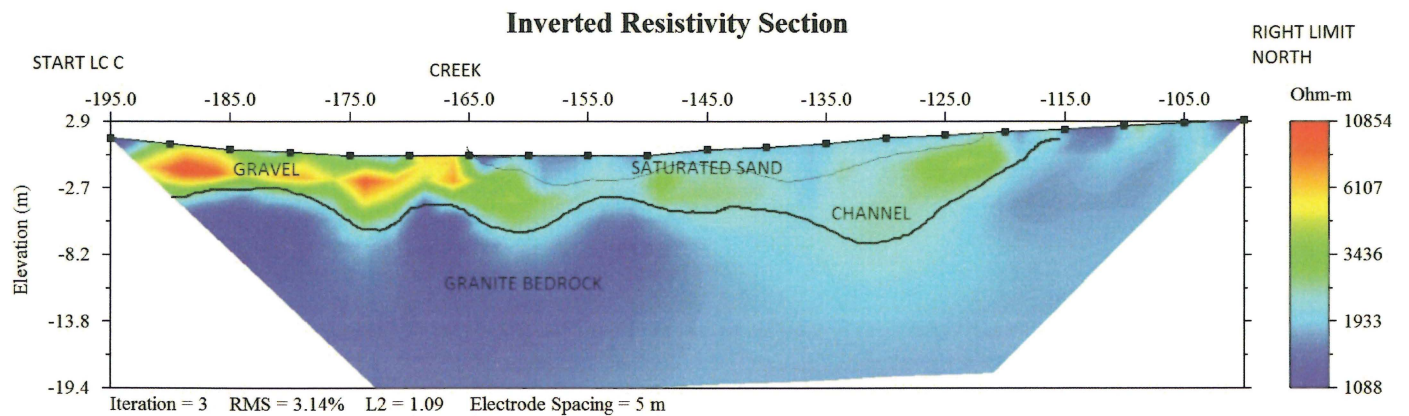 Inverted Resistivity Section
RIGHT LIMIT
NORTH
START LC C
CREEK
-195.0 -185.0 -175.0 -165.0 -155.0 -145.0 -135.0 -125.0 -115.0 -105.0
Ohm-m
2.9
-2.7
-8.2
-13.8
-19.4
Elevation (m)
GRAVEL
SATURATED SAND
CHANNEL
GRANITE BEDROCK
10854
6107
3436
1933
1088
Iteration = 3 RMS = 3.14% L2 = 1.09 Electrode Spacing = 5 m